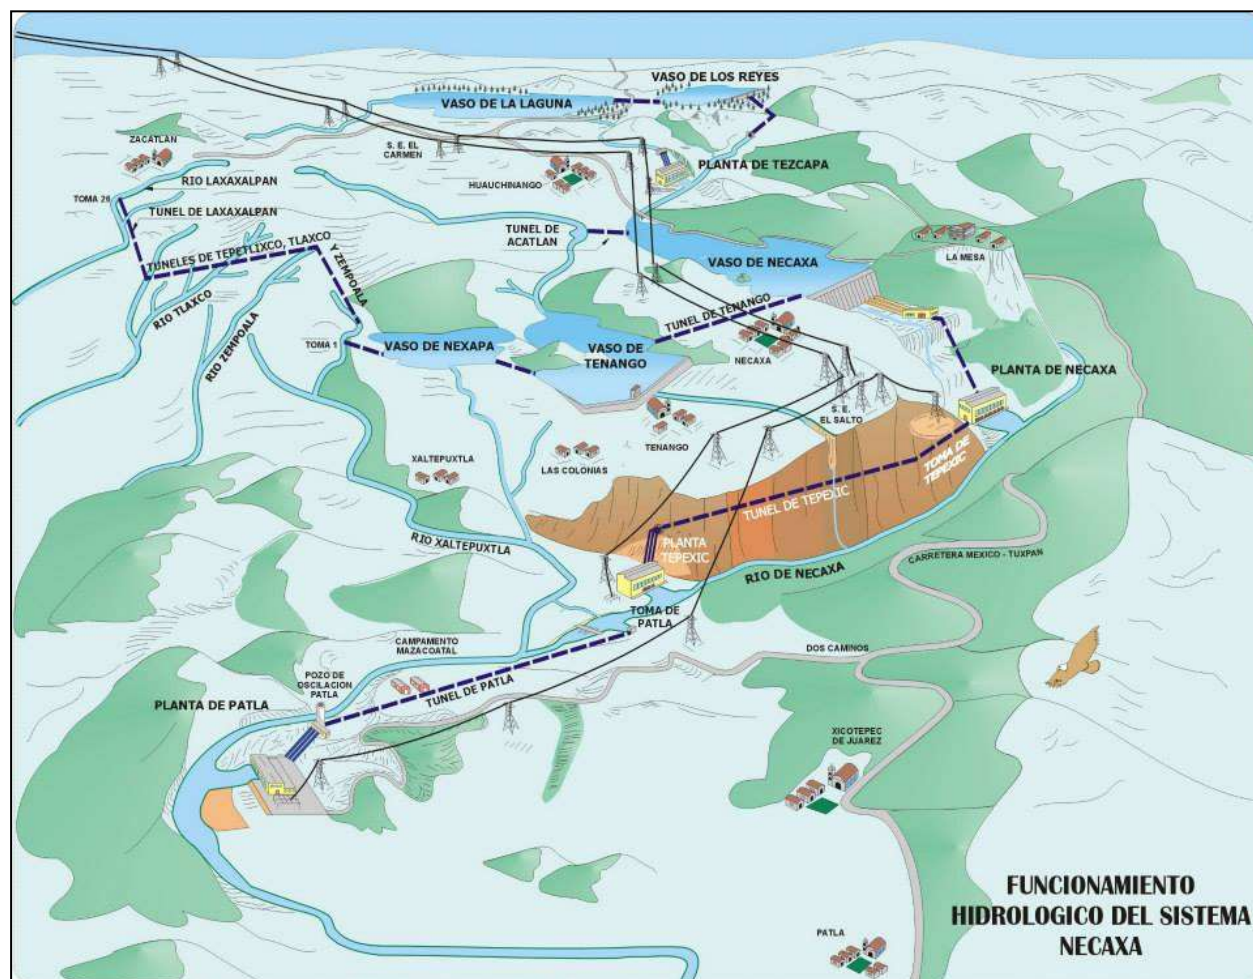 VASO DE LOS REYES
VASO DE LA LAGUNA
ZACATLAN
S. E. EL
CARMEN
PLANTA DE TEZCAPA
HUAUCHINANGO
RIO LAXAXALPAN
TOMA 26
TUNEL DE LAXAXALPAN
TUNEL DE
ACATLAN
TUNELES DE TEPETLIXCO, TLAXCO,
Y ZEMPOALA
VASO DE NECAXA
LA MESA
RIO TLAXCO
RIO ZEMPOALA
TUNEL DE TENANGO
TOMA 1
VASO DE NEXAPA
VASO DE
TENANGO
NECAXA
PLANTA DE NECAXA
S. E.
EL SALTO
TENANGO
TOMA DE
TEPEXIC
XALTEPUXTLA
LAS COLONIAS
TUNEL DE TEPEXIC
RIO XALTEPUXTLA
PLANTA
TEPEXIC
CARRETERA MEXICO - TUXPAN
RIO DE NECAXA
TOMA DE
PATLA
CAMPAMENTO
MAZACOATAL
DOS CAMINOS
POZO DE
OSCILACION
PATLA
TUNEL DE PATLA
PLANTA DE PATLA
XICOTEPEC
DE JUAREZ
FUNCIONAMIENTO
HIDROLOGICO DEL SISTEMA
NECAXA
PATLA